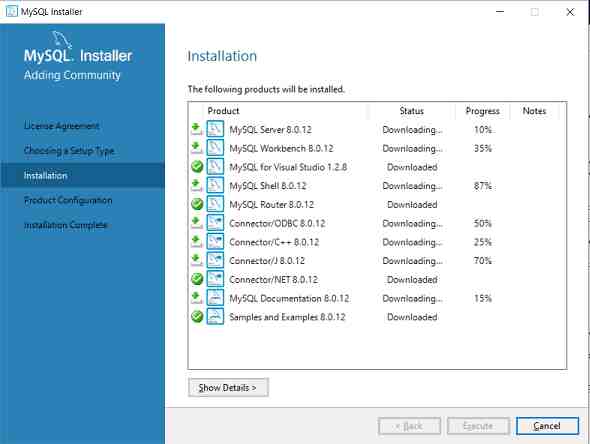 MySQL Installer
MySQL. Installer
Adding Community
License Agreement
Choosing a Setup Type
Installation
Product Configuration
Installation Complete
Installation
The following products will be installed.
Product Status Progress Notes
MySQL Server 8.0.12 Downloading... 10%
MySQL Workbench 8.0.12 Downloading... 35%
MySQL for Visual Studio 1.2.8 Downloaded
MySQL Shell 8.0.12 Downloading... 87%
MySQL Router 8.0.12 Downloaded
Connector/ODBC 8.0.12 Downloading... 50%
Connector/C++ 8.0.12 Downloading... 25%
Connector/J 8.0.12 Downloading... 70%
Connector/NET 8.0.12 Downloaded
MySQL Documentation 8.0.12 Downloading... 15%
Samples and Examples 8.0.12 Downloaded
Show Details >
< Back Execute Cancel